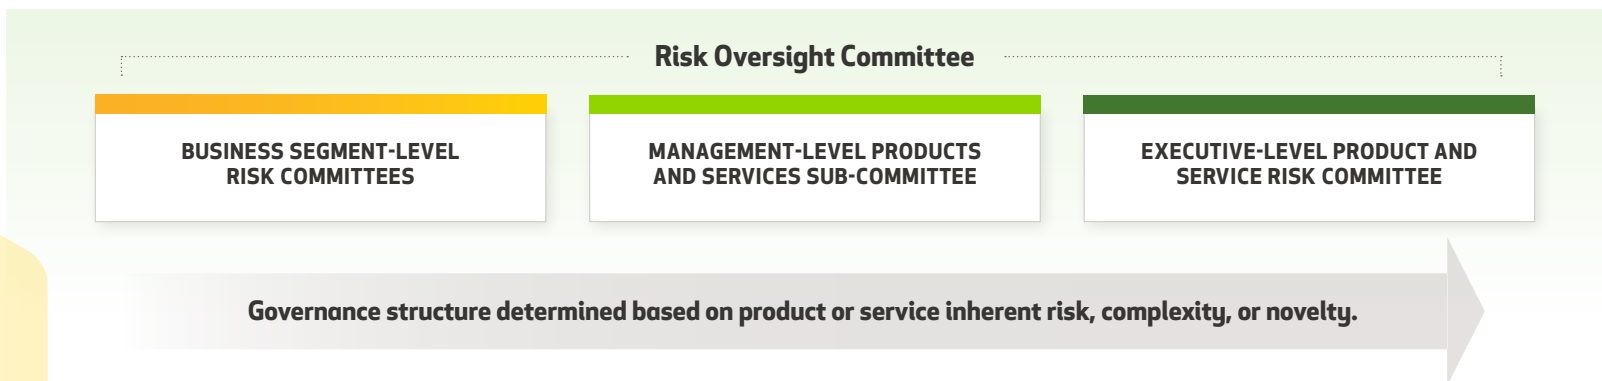 Risk Oversight Committee
BUSINESS SEGMENT-LEVEL
RISK COMMITTEES
MANAGEMENT-LEVEL PRODUCTS
AND SERVICES SUB-COMMITTEE
EXECUTIVE-LEVEL PRODUCT AND
SERVICE RISK COMMITTEE
Governance structure determined based on product or service inherent risk, complexity, or novelty.